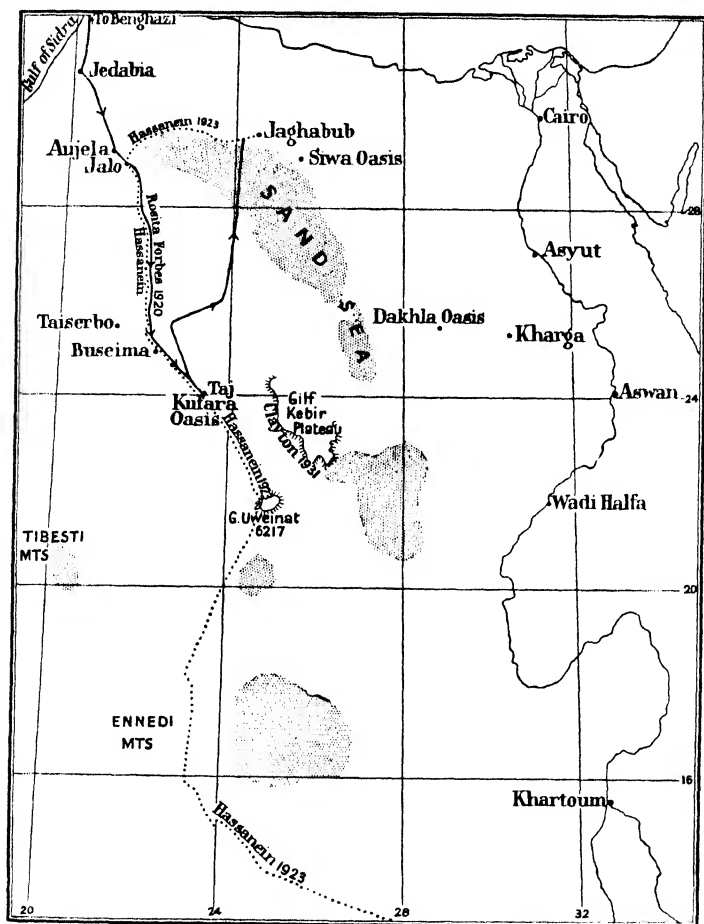 To Benghazi
Gulf of Sidra
Jedabia
Hassanein 1923
Jaghabub
Cairo
Aujela
Jalo
Siwa Oasis
SAND SEA
28
Rosita Forbes 1920
Hassanein
Asyut
Taiserbo
Dakhla Oasis
Kharga
Buseima
Taj
Kufara
Oasis
Gilf
Kebir
Plateau
24
Aswan
Clayton 1931
Hassanein 1923
G. Uweinat
6217
Wadi Halfa
TIBESTI
MTS
20
ENNEDI
MTS
16
Khartoum
Hassanein 1923
20
24
28
32